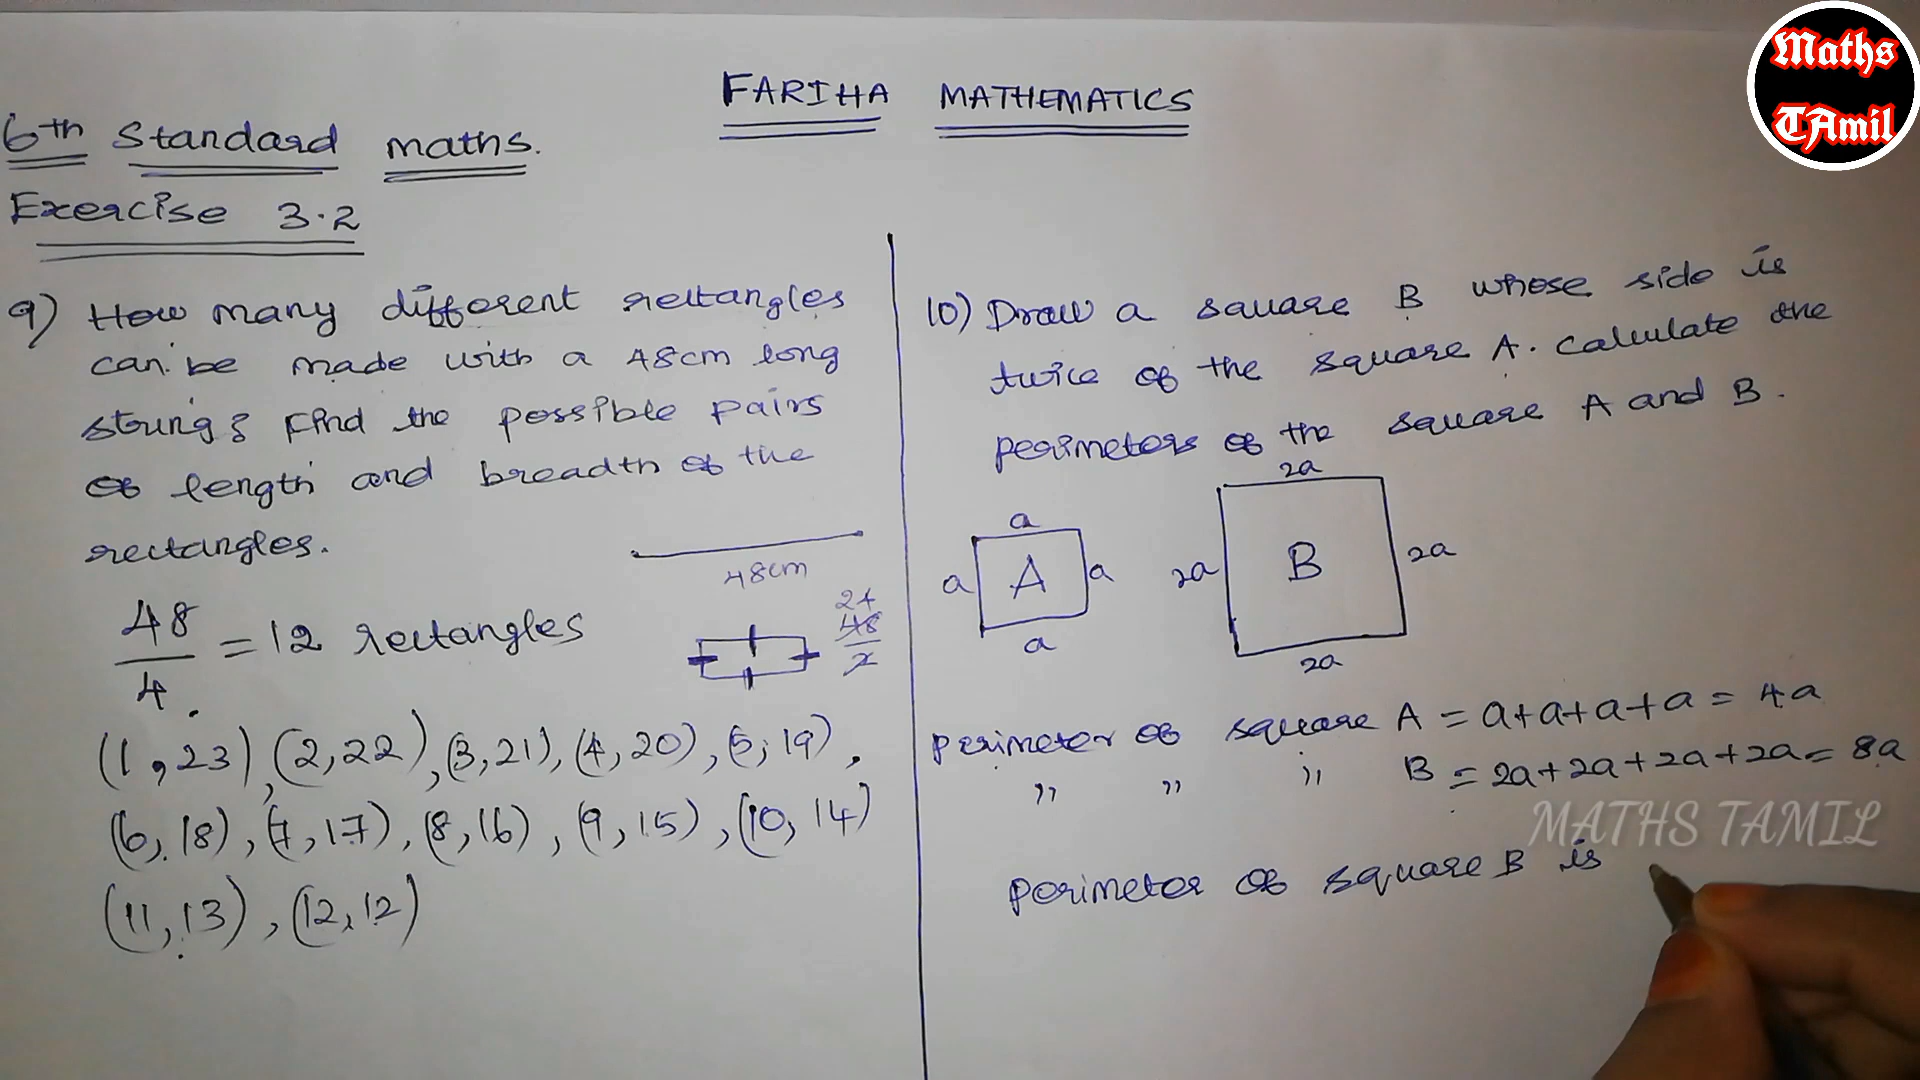 Maths
TAmil
FARIHA MATHEMATICS
6th Standard maths.
Exercise 3.2
9) How many different rectangles
can be made with a 48cm long
string? Find the possible pairs
of length and breadth of the
rectangles.
48cm
24
48
2
48
4
= 12 rectangles
(1,23), (2,22), (3,21), (4,20), (5,19),
(6,18), (7,17), (8,16), (9,15), (10,14)
(11,13), (12,12)
10) Draw a square B whose side is
twice of the square A. calculate the
perimeters of the square A and B.
a
a A a
a
2a
2a B 2a
2a
perimeter of square A = a+a+a+a = 4a
,, ,, ,, B = 2a+2a+2a+2a = 8a
MATHS TAMIL
perimeter of square B is